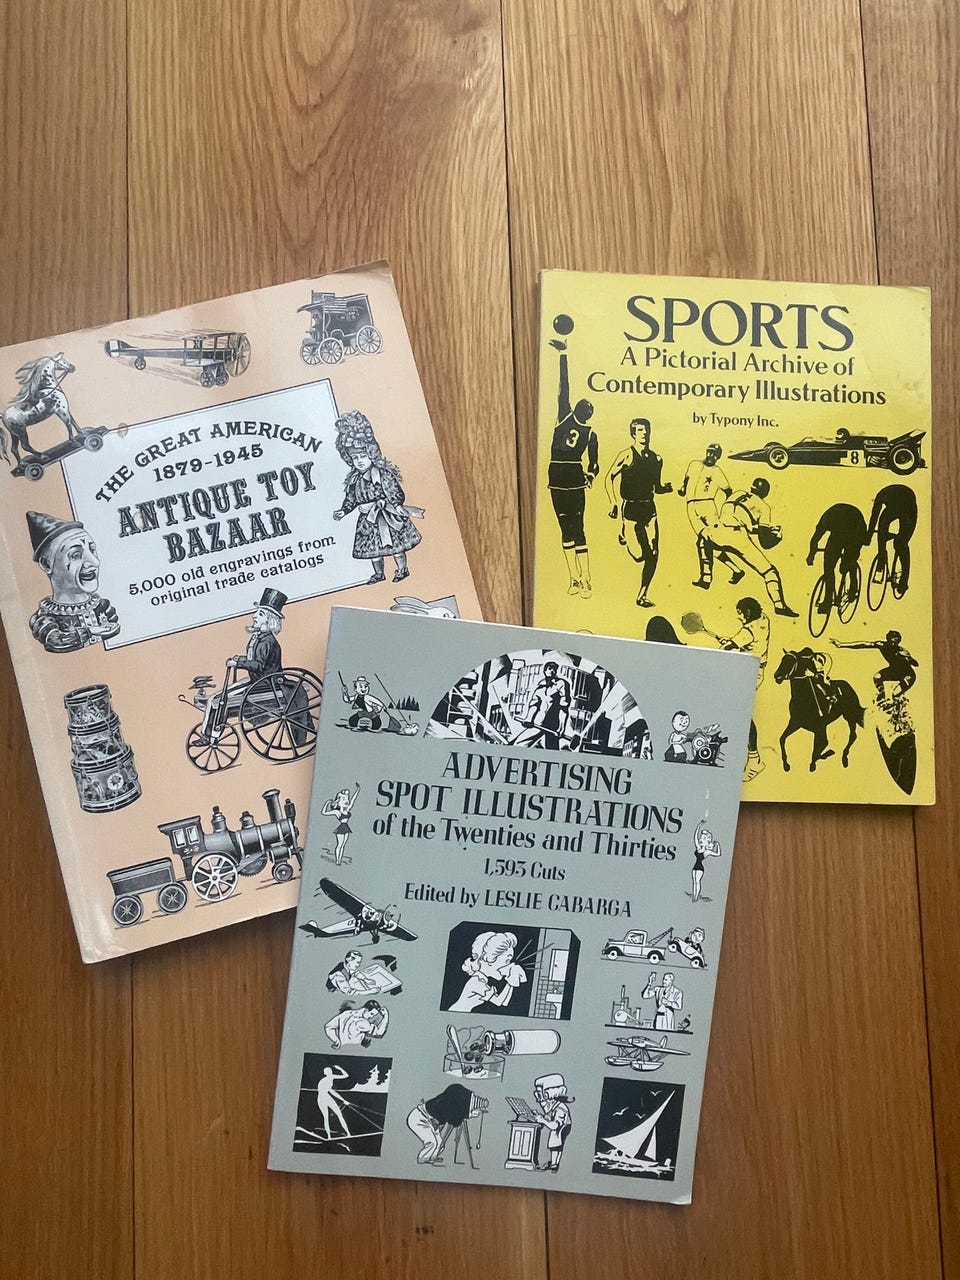 THE GREAT AMERICAN
1879-1945
ANTIQUE TOY
BAZAAR
5,000 old engravings from
original trade catalogs
SPORTS
A Pictorial Archive of
Contemporary Illustrations
by Typony Inc.
3
8
ADVERTISING
SPOT ILLUSTRATIONS
of the Twenties and Thirties
1,593 Cuts
Edited by LESLIE CABARGA